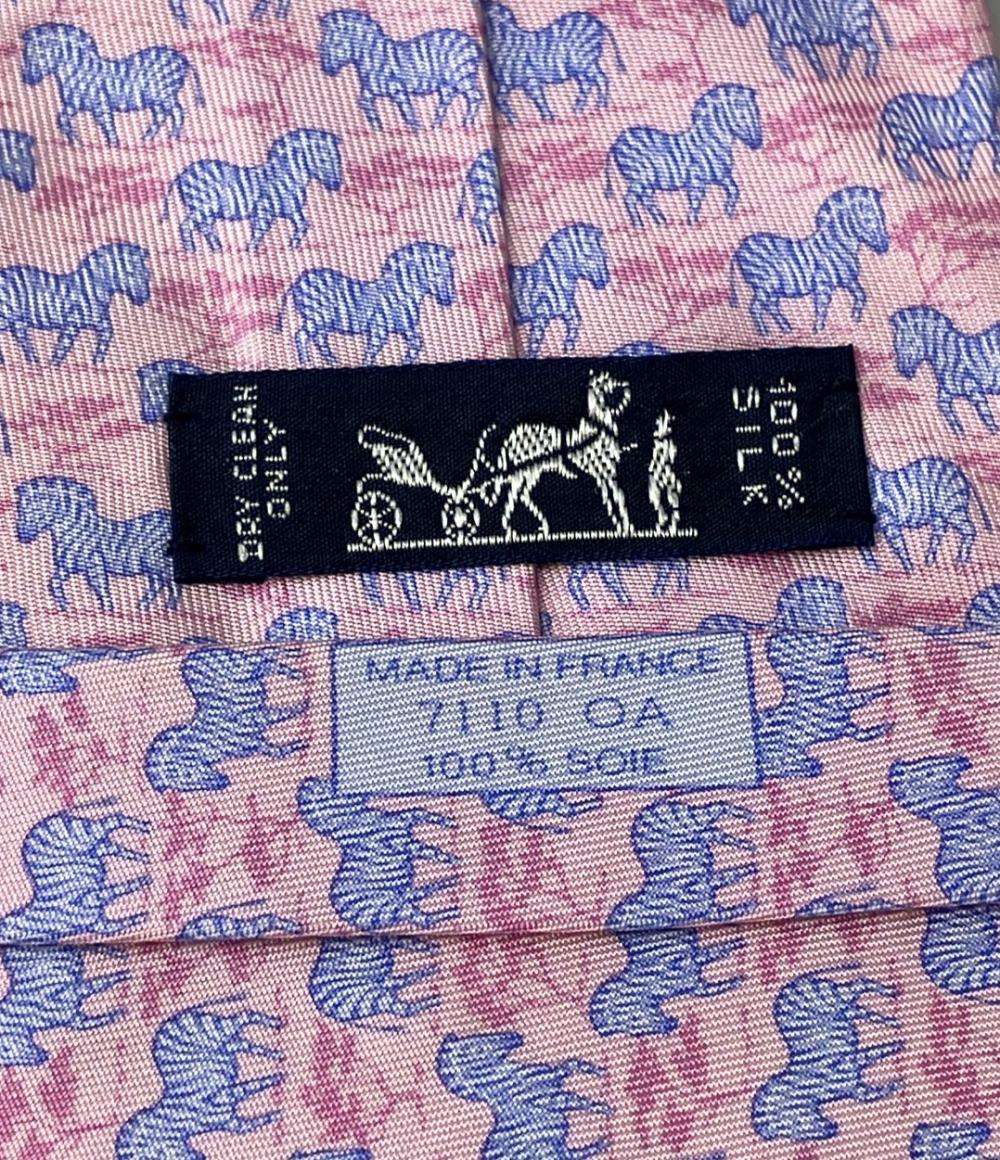 DRY CLEAN
ONLY
100%
SILK
MADE IN FRANCE
7110 OA
100% SOIE